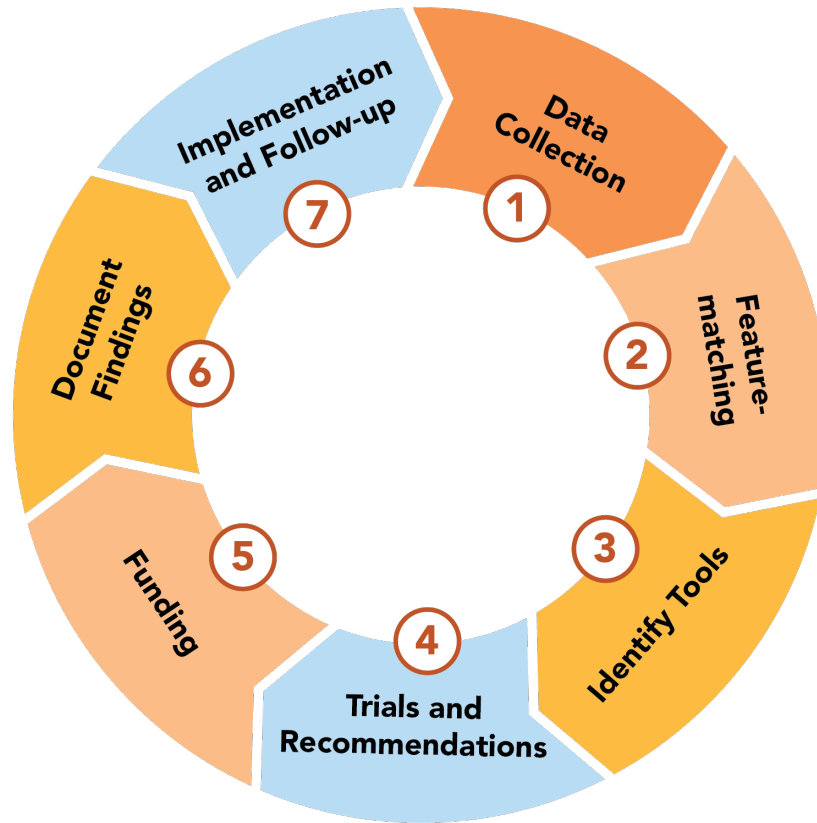 1
Data
Collection
2
Feature-
matching
3
Identify Tools
4
Trials and
Recommendations
5
Funding
6
Document
Findings
7
Implementation
and Follow-up